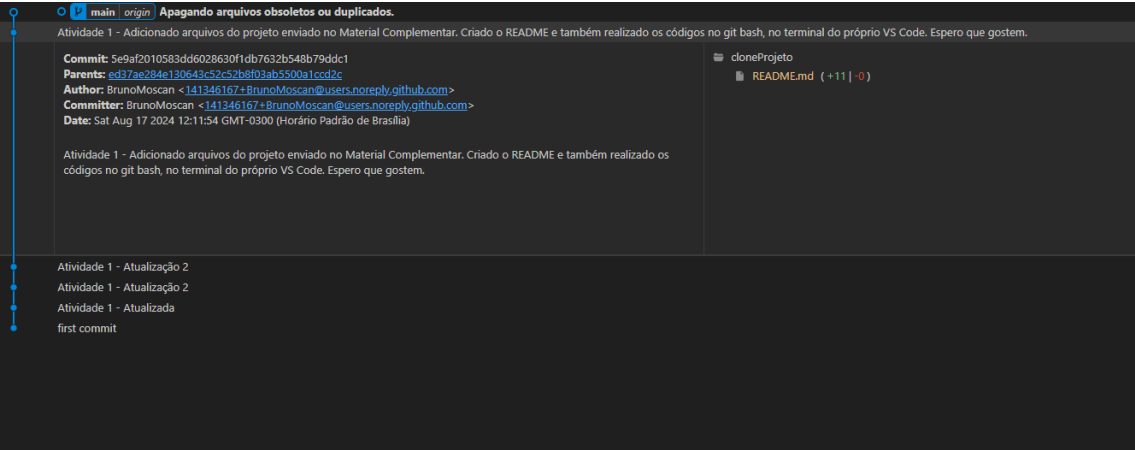 main origin Apagando arquivos obsoletos ou duplicados.
Atividade 1 - Adicionado arquivos do projeto enviado no Material Complementar. Criado o README e também realizado os códigos no git bash, no terminal do próprio VS Code. Espero que gostem.
Commit: 5e9af2010583dd6028630f1db7632b548b79ddc1
Parents: ed37ae284e130643c52c52b8f03ab5500a1ccd2c
Author: BrunoMoscan <141346167+BrunoMoscan@users.noreply.github.com>
Committer: BrunoMoscan <141346167+BrunoMoscan@users.noreply.github.com>
Date: Sat Aug 17 2024 12:11:54 GMT-0300 (Horário Padrão de Brasília)
Atividade 1 - Adicionado arquivos do projeto enviado no Material Complementar. Criado o README e também realizado os
códigos no git bash, no terminal do próprio VS Code. Espero que gostem.
cloneProjeto
README.md (+11|-0)
Atividade 1 - Atualização 2
Atividade 1 - Atualização 2
Atividade 1 - Atualizada
first commit